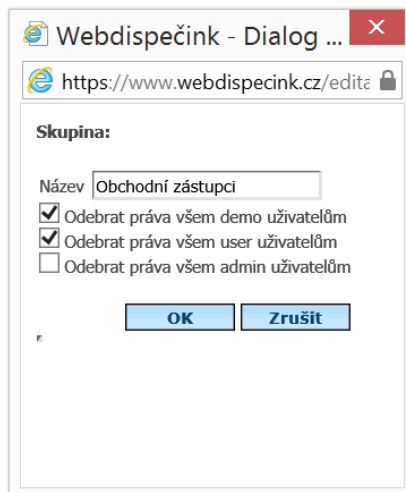 Webdispečink - Dialog ...
https://www.webdispecink.cz/edita
Skupina:
Název Obchodní zástupci
Odebrat práva všem demo uživatelům
Odebrat práva všem user uživatelům
Odebrat práva všem admin uživatelům
OK Zrušit